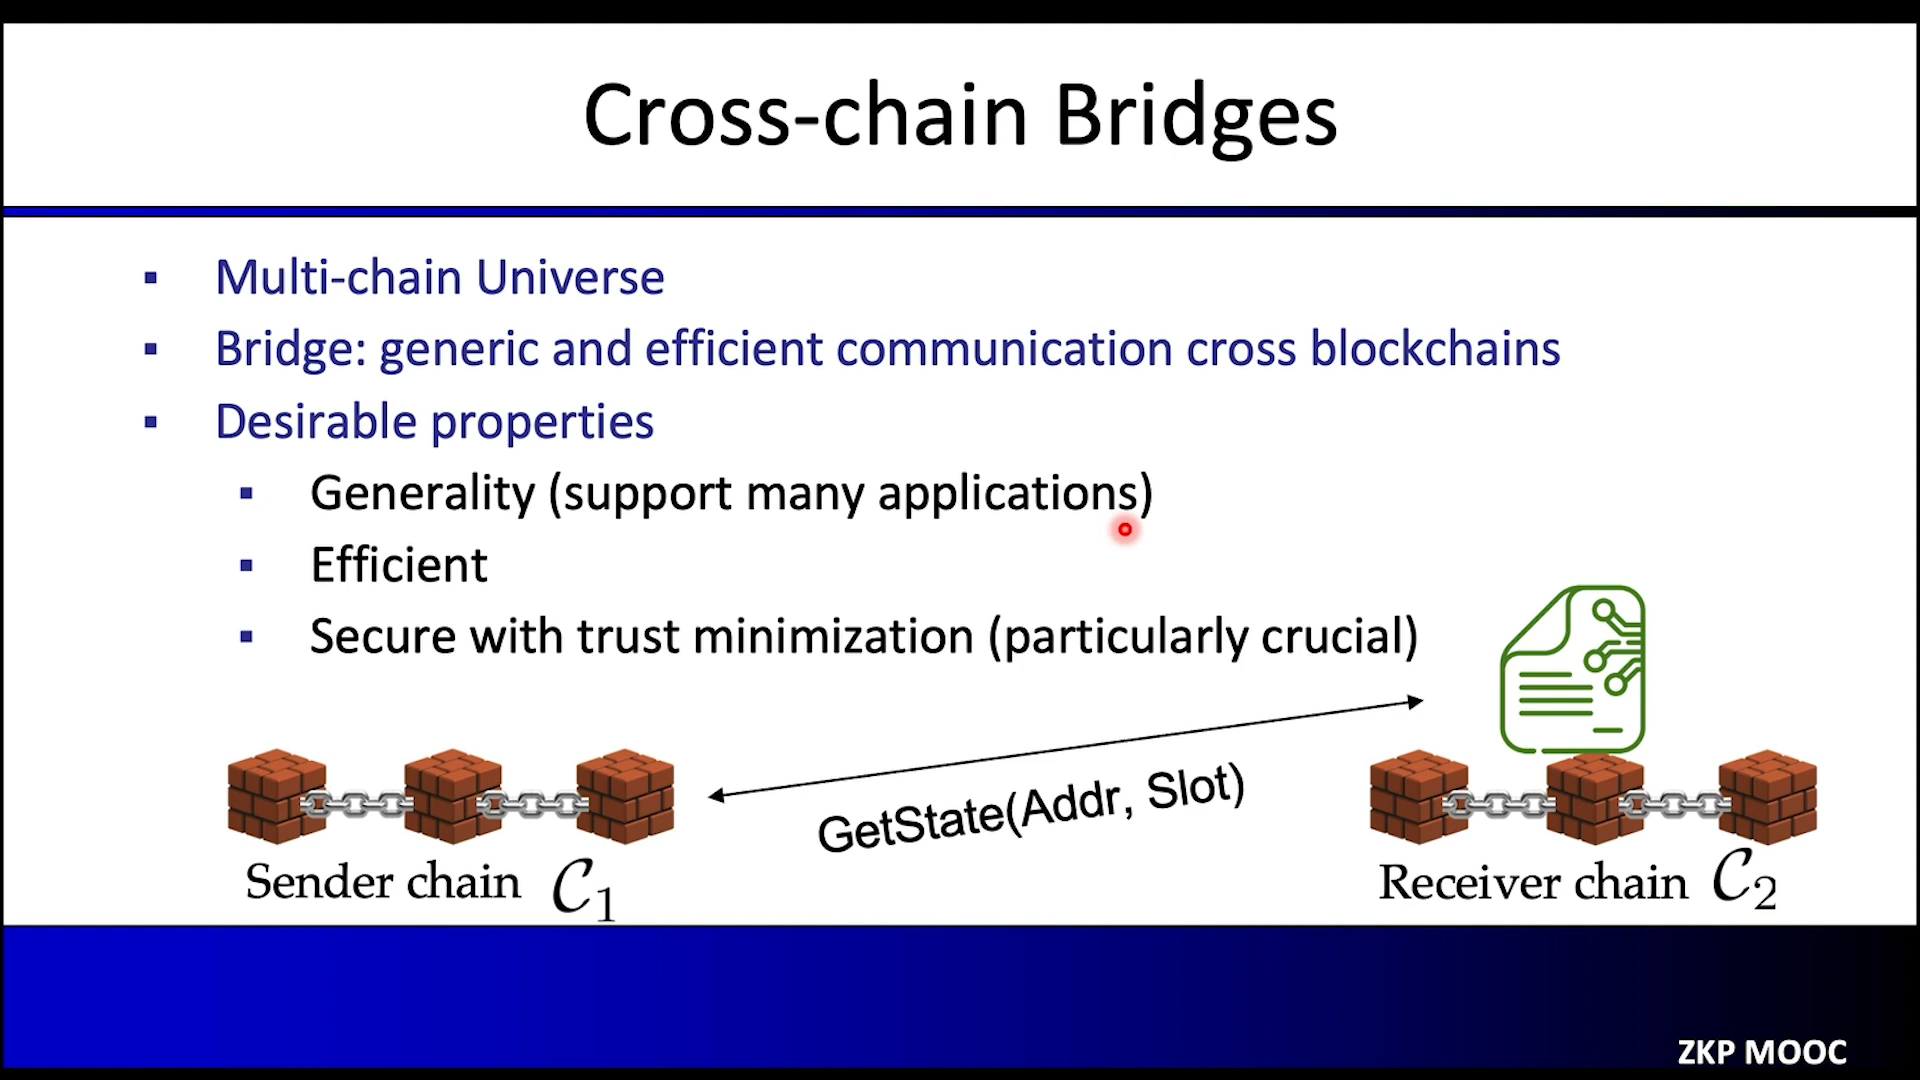 Cross-chain Bridges
▪ Multi-chain Universe
▪ Bridge: generic and efficient communication cross blockchains
▪ Desirable properties
▪ Generality (support many applications)
▪ Efficient
▪ Secure with trust minimization (particularly crucial)
GetState(Addr, Slot)
Sender chain 𝒞₁
Receiver chain 𝒞₂
ZKP MOOC